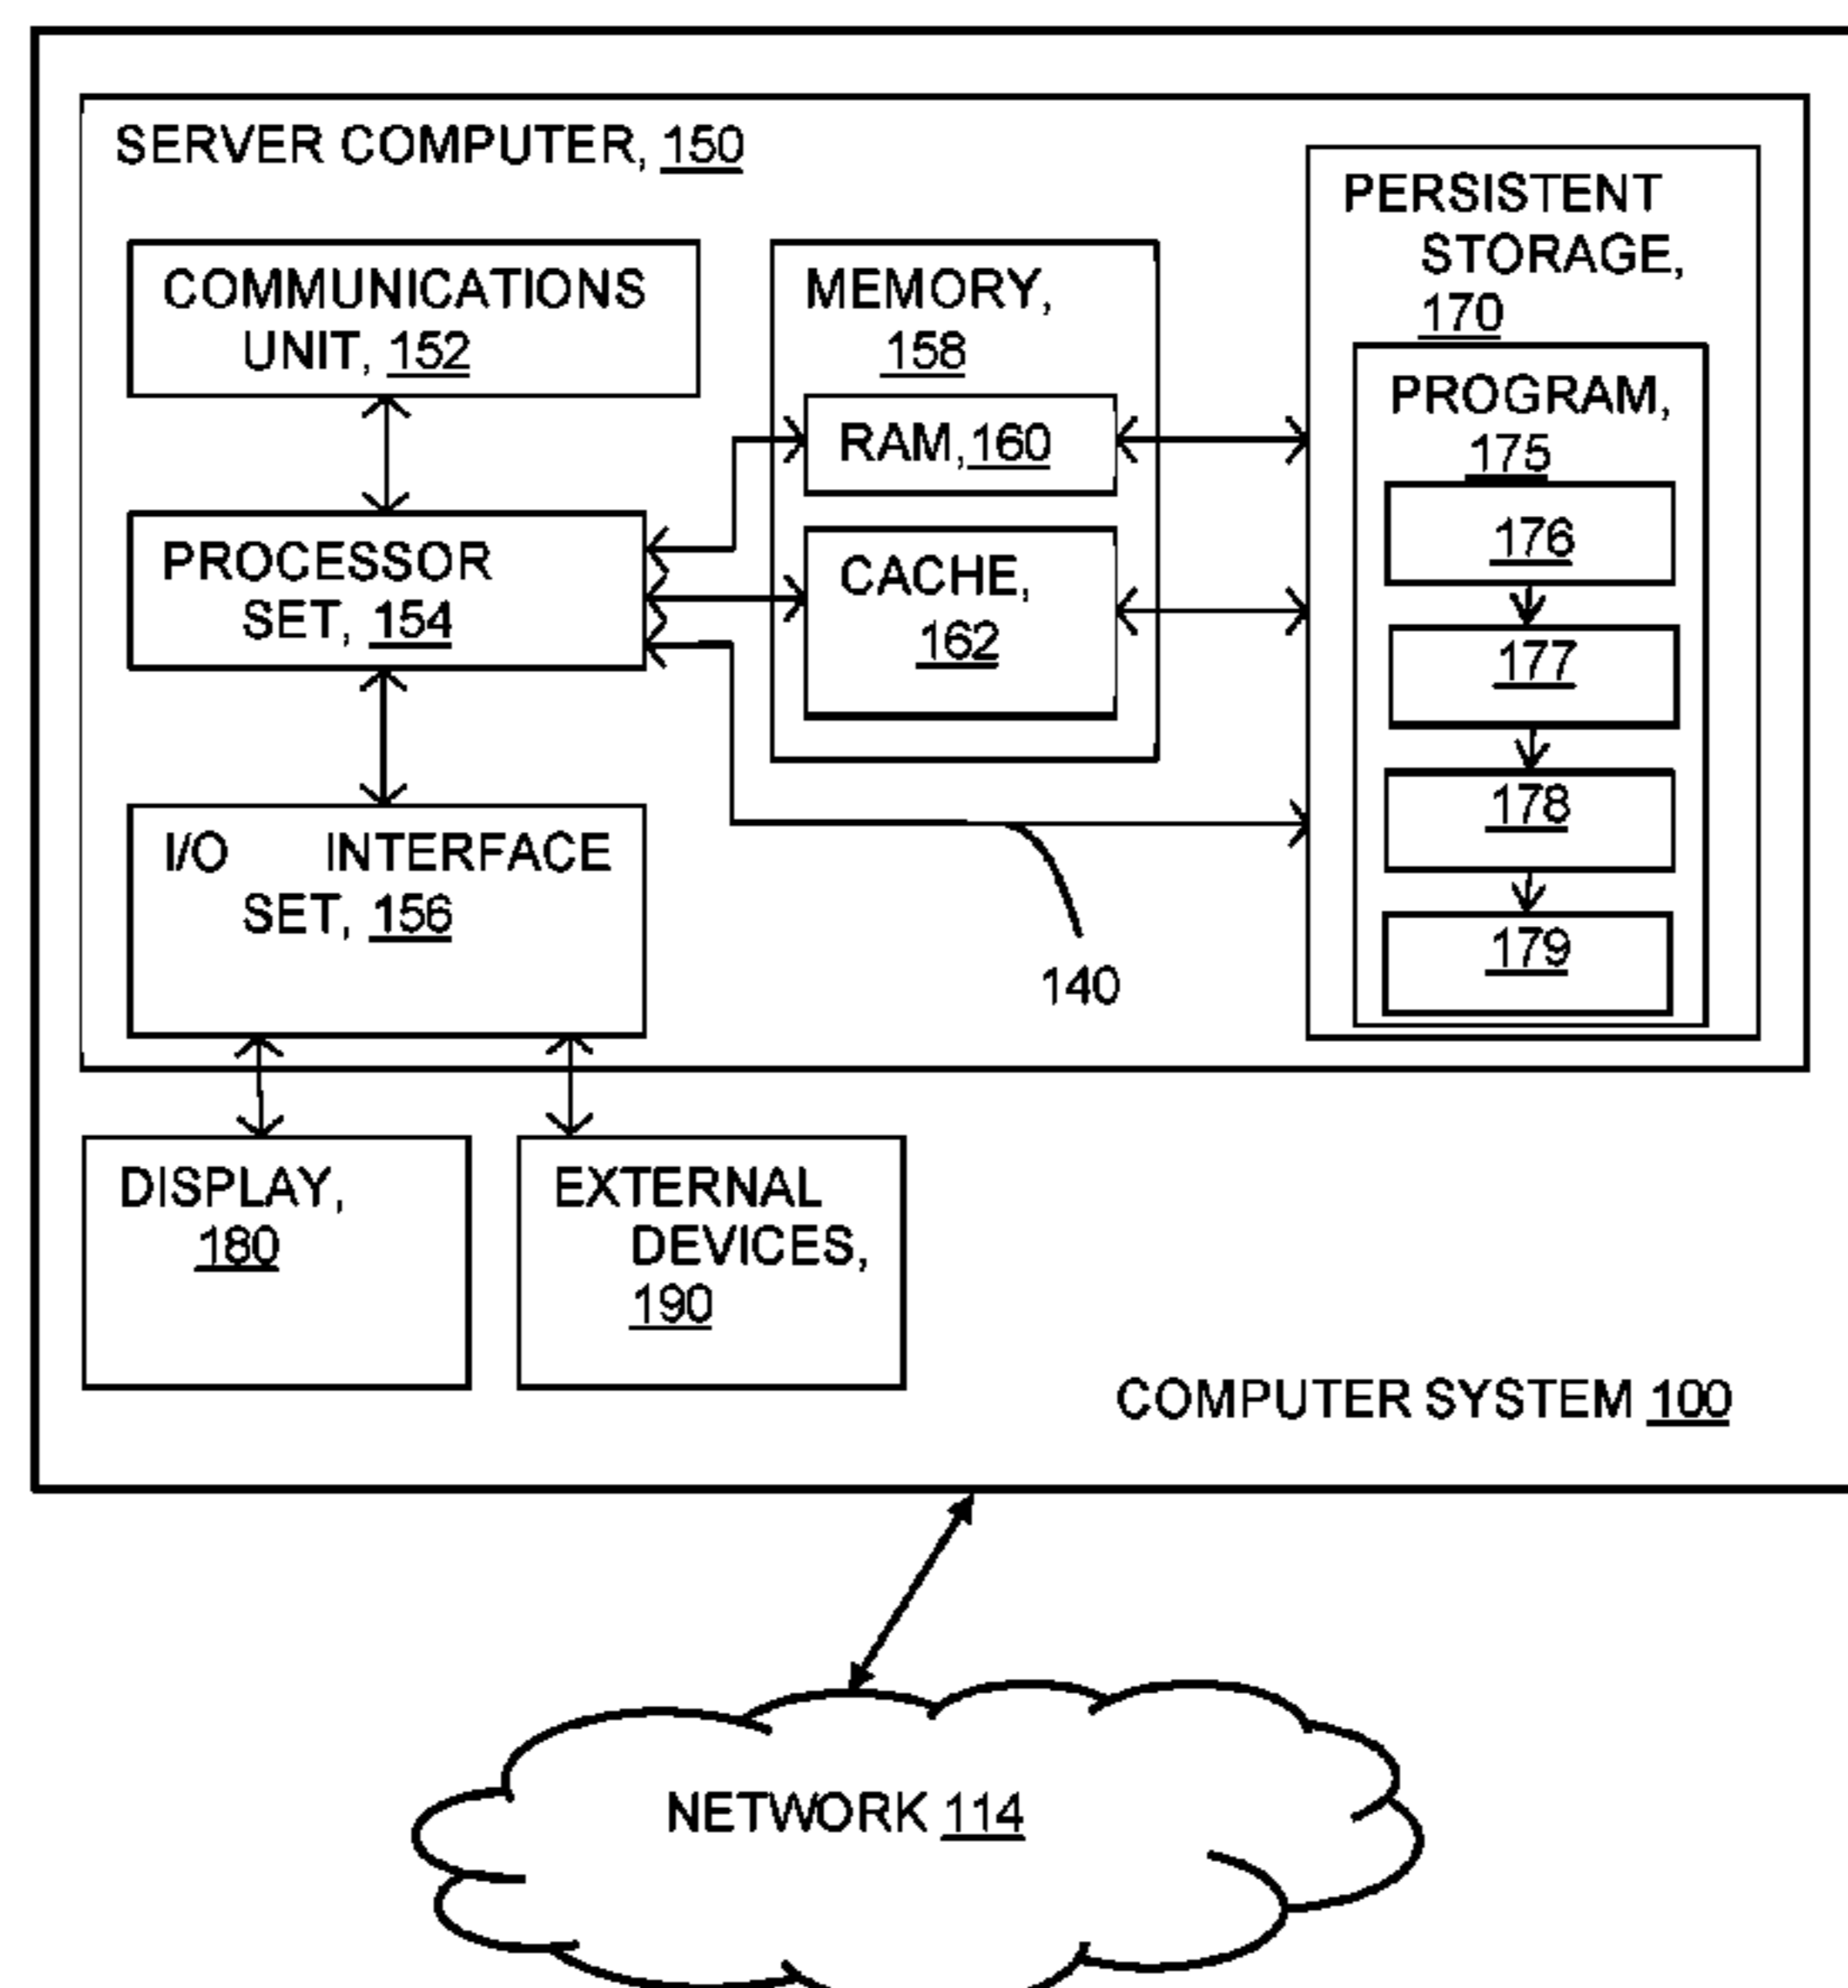 SERVER COMPUTER, 150
COMMUNICATIONS
UNIT, 152
PROCESSOR
SET, 154
I/O INTERFACE
SET, 156
MEMORY,
158
RAM, 160
CACHE,
162
PERSISTENT
STORAGE,
170
PROGRAM,
175
176
177
178
179
140
DISPLAY,
180
EXTERNAL
DEVICES,
190
COMPUTER SYSTEM 100
NETWORK 114